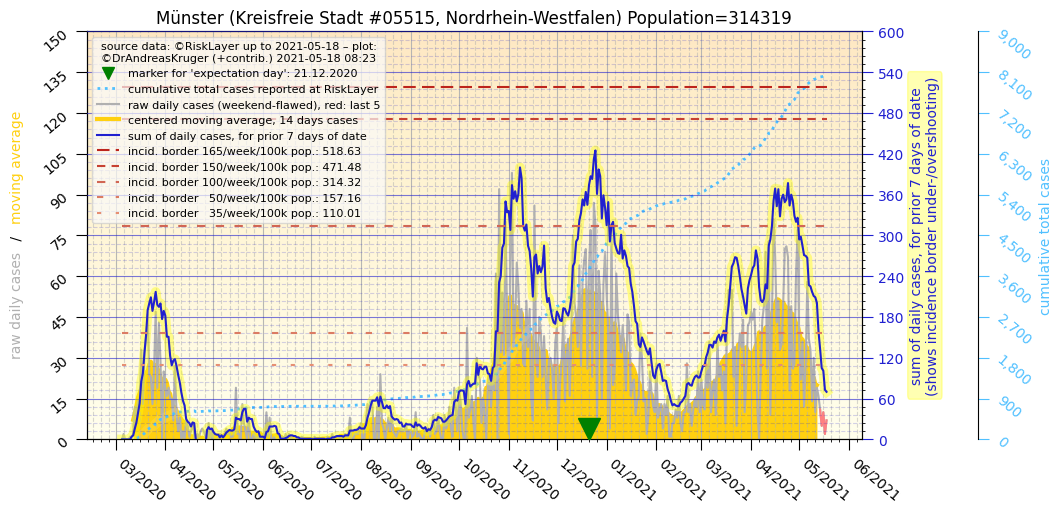 Münster (Kreisfreie Stadt #05515, Nordrhein-Westfalen) Population=314319
source data: ©RiskLayer up to 2021-05-18 – plot:
©DrAndreasKruger (+contrib.) 2021-05-18 08:23
marker for 'expectation day': 21.12.2020
cumulative total cases reported at RiskLayer
raw daily cases (weekend-flawed), red: last 5
centered moving average, 14 days cases
sum of daily cases, for prior 7 days of date
incid. border 165/week/100k pop.: 518.63
incid. border 150/week/100k pop.: 471.48
incid. border 100/week/100k pop.: 314.32
incid. border 50/week/100k pop.: 157.16
incid. border 35/week/100k pop.: 110.01
raw daily cases / moving average
150
135
120
105
90
75
60
45
30
15
0
600
540
480
420
360
300
240
180
120
60
0
sum of daily cases, for prior 7 days of date
(shows incidence border under-/overshooting)
9,000
8,100
7,200
6,300
5,400
4,500
3,600
2,700
1,800
900
0
cumulative total cases
03/2020
04/2020
05/2020
06/2020
07/2020
08/2020
09/2020
10/2020
11/2020
12/2020
01/2021
02/2021
03/2021
04/2021
05/2021
06/2021